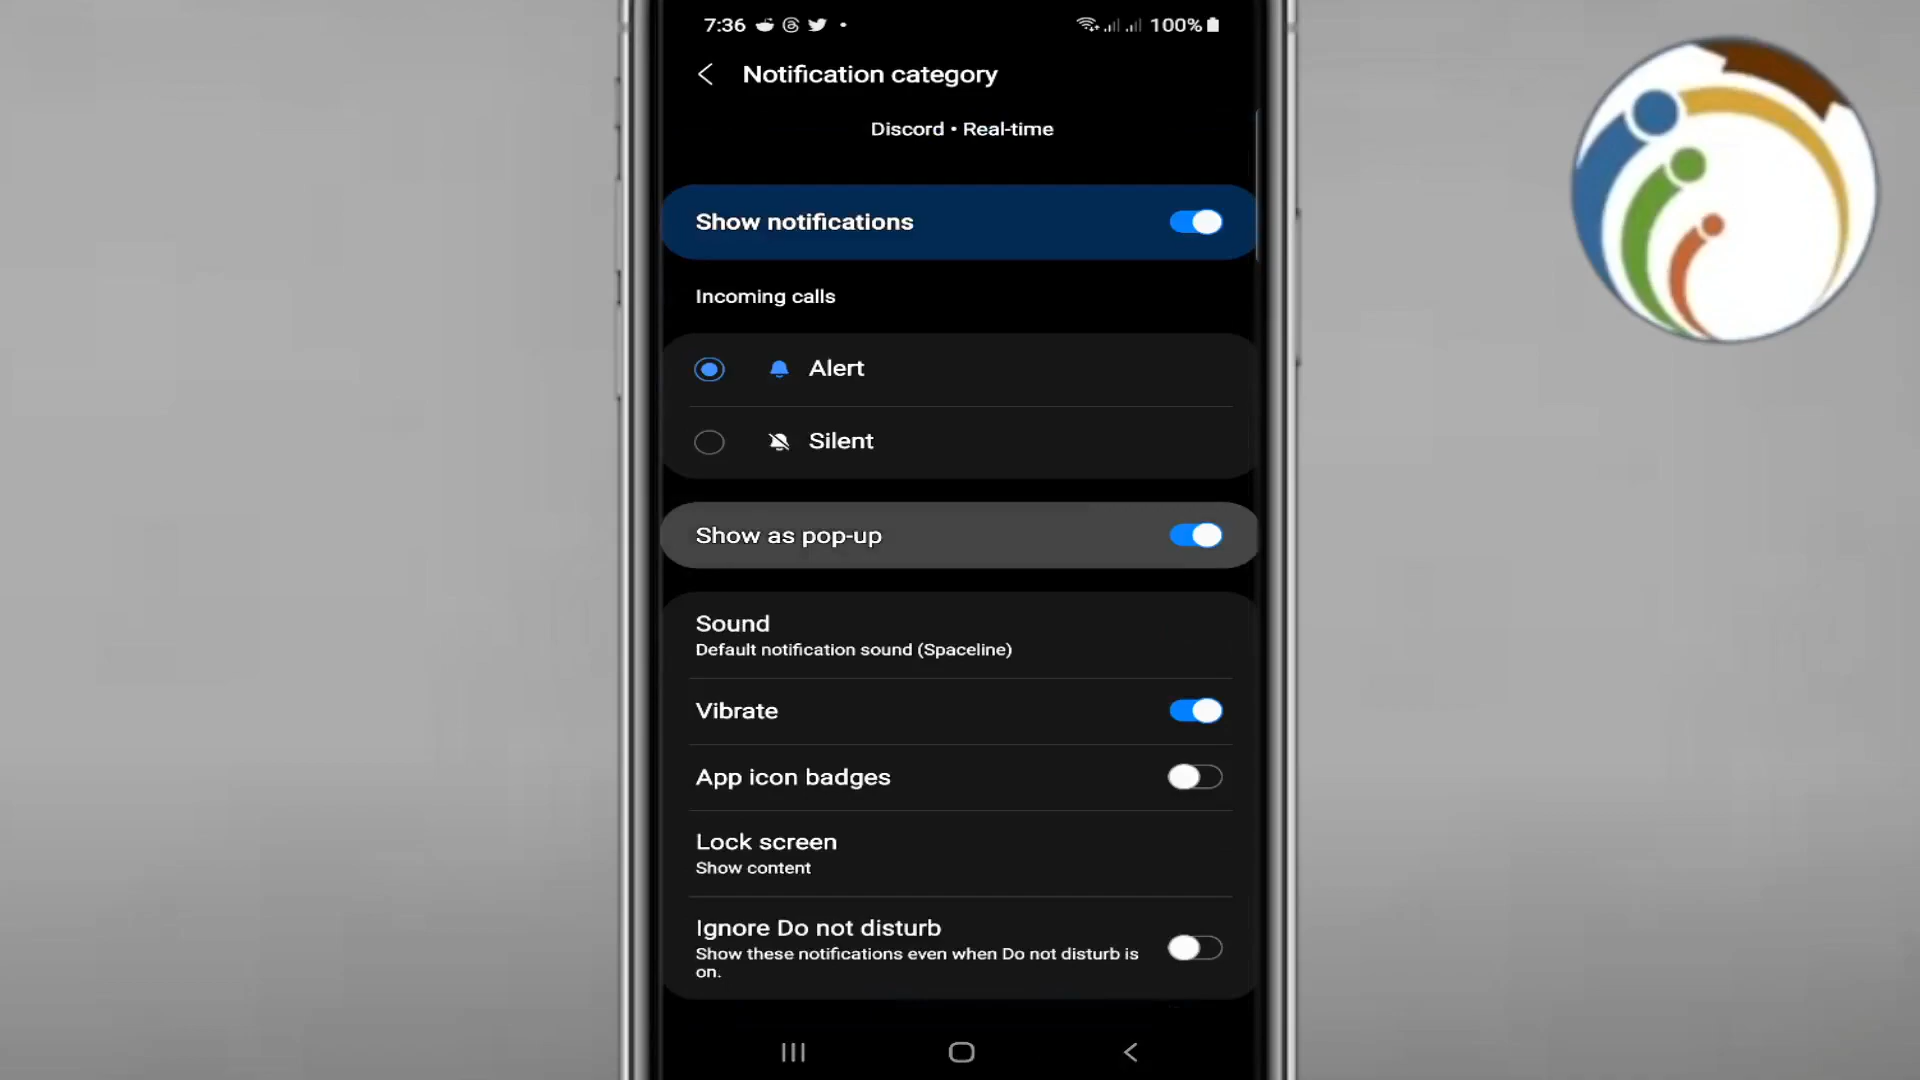 7:36
100%
Notification category
Discord • Real-time
Show notifications
Incoming calls
Alert
Silent
Show as pop-up
Sound
Default notification sound (Spaceline)
Vibrate
App icon badges
Lock screen
Show content
Ignore Do not disturb
Show these notifications even when Do not disturb is
on.